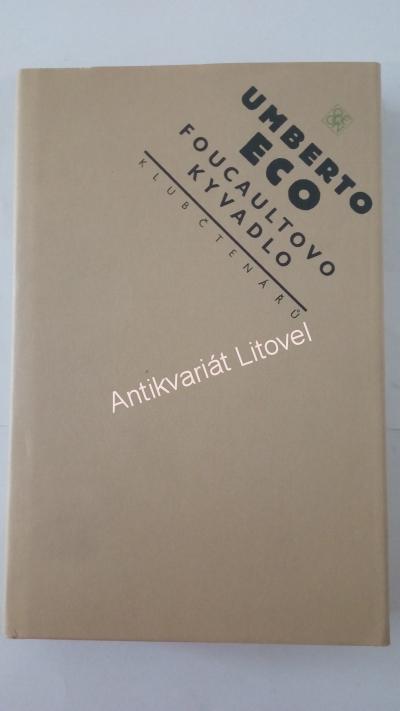 UMBERTO
ECO
FOUCAULTOVO
KYVADLO
KLUB ČTENÁŘŮ
Antikvariát Litovel